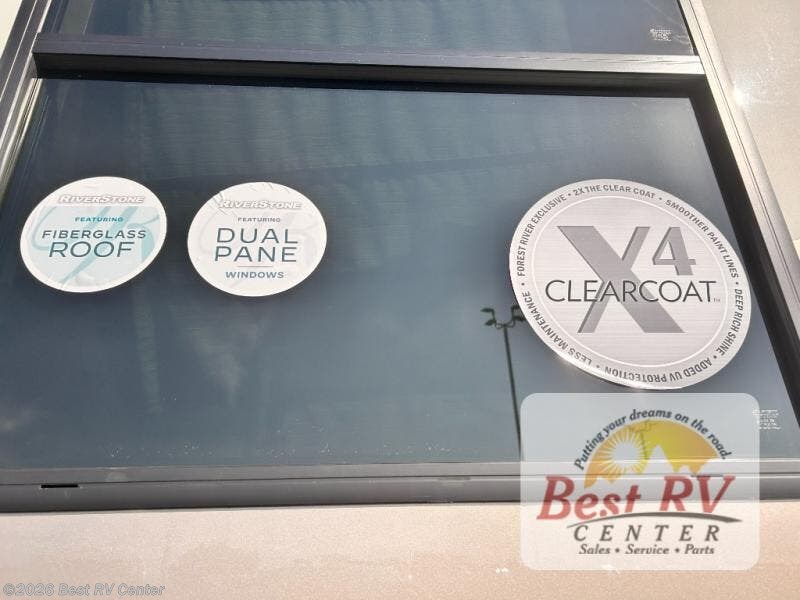 RIVERSTONE
FEATURING
FIBERGLASS
ROOF
RIVERSTONE
FEATURING
DUAL
PANE
WINDOWS
FOREST RIVER EXCLUSIVE • 2X THE CLEAR COAT • SMOOTHER PAINT LINES • DEEP RICH SHINE • ADDED UV PROTECTION • LESS MAINTENANCE •
X4
CLEARCOAT™
Putting your dreams on the road.
BEST RV
CENTER
Sales • Service • Parts
©2026 Best RV Center